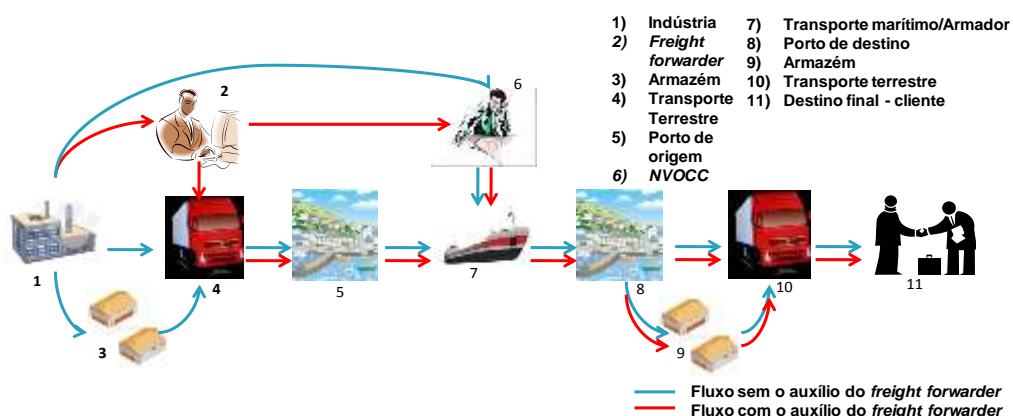 1) Indústria
2) Freight
forwarder
3) Armazém
4) Transporte
Terrestre
5) Porto de
origem
6) NVOCC
7) Transporte marítimo/Armador
8) Porto de destino
9) Armazém
10) Transporte terrestre
11) Destino final - cliente
2
6
1
4
5
7
8
10
11
3
9
Fluxo sem o auxílio do freight forwarder
Fluxo com o auxílio do freight forwarder